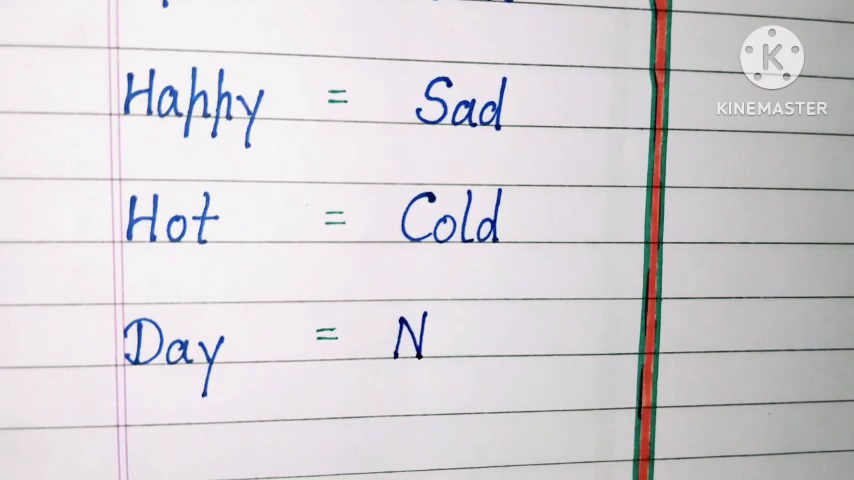 Happy = Sad
Hot = Cold
Day = N
K
KINEMASTER